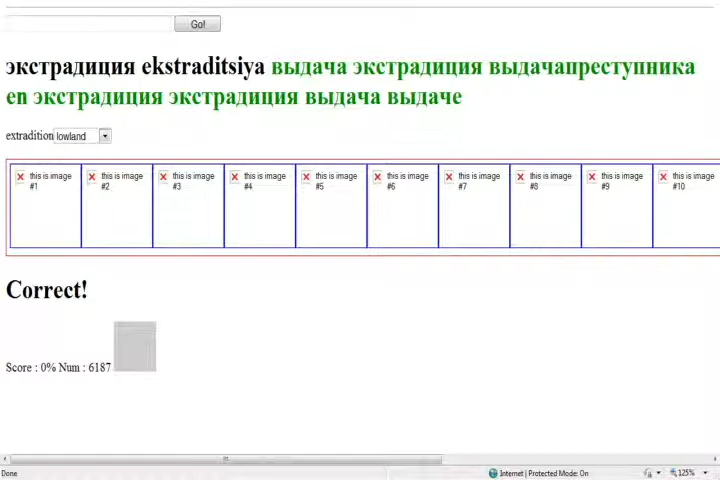 Go!
экстрадиция ekstraditsiya выдача экстрадиция выдачапреступника
en экстрадиция экстрадиция выдача выдаче
extradition lowland
this is image #1 this is image #2 this is image #3 this is image #4 this is image #5 this is image #6 this is image #7 this is image #8 this is image #9 this is image #10
Correct!
Score : 0% Num : 6187
Done Internet | Protected Mode: On 125%